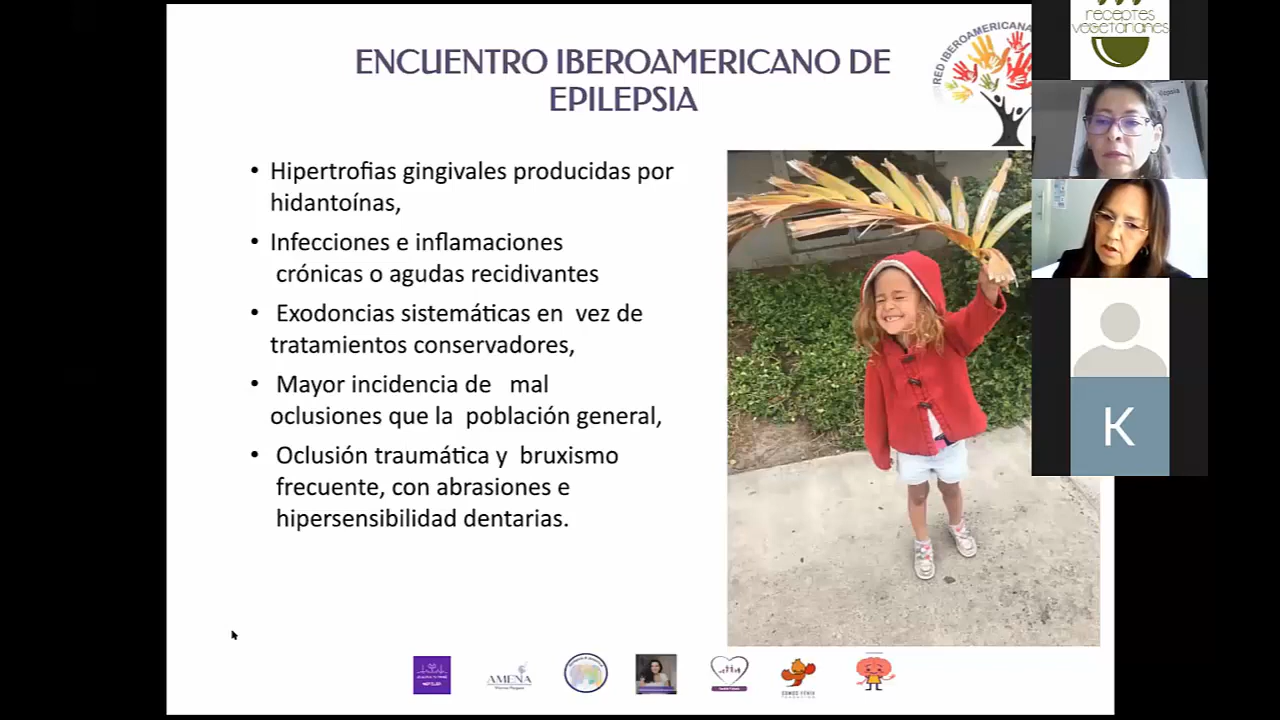 ENCUENTRO IBEROAMERICANO DE
EPILEPSIA
RED IBEROAMERICANA
receptes
vegetarianes
• Hipertrofias gingivales producidas por
hidantoínas,
• Infecciones e inflamaciones
crónicas o agudas recidivantes
• Exodoncias sistemáticas en vez de
tratamientos conservadores,
• Mayor incidencia de mal
oclusiones que la población general,
• Oclusión traumática y bruxismo
frecuente, con abrasiones e
hipersensibilidad dentarias.
K
AMENA